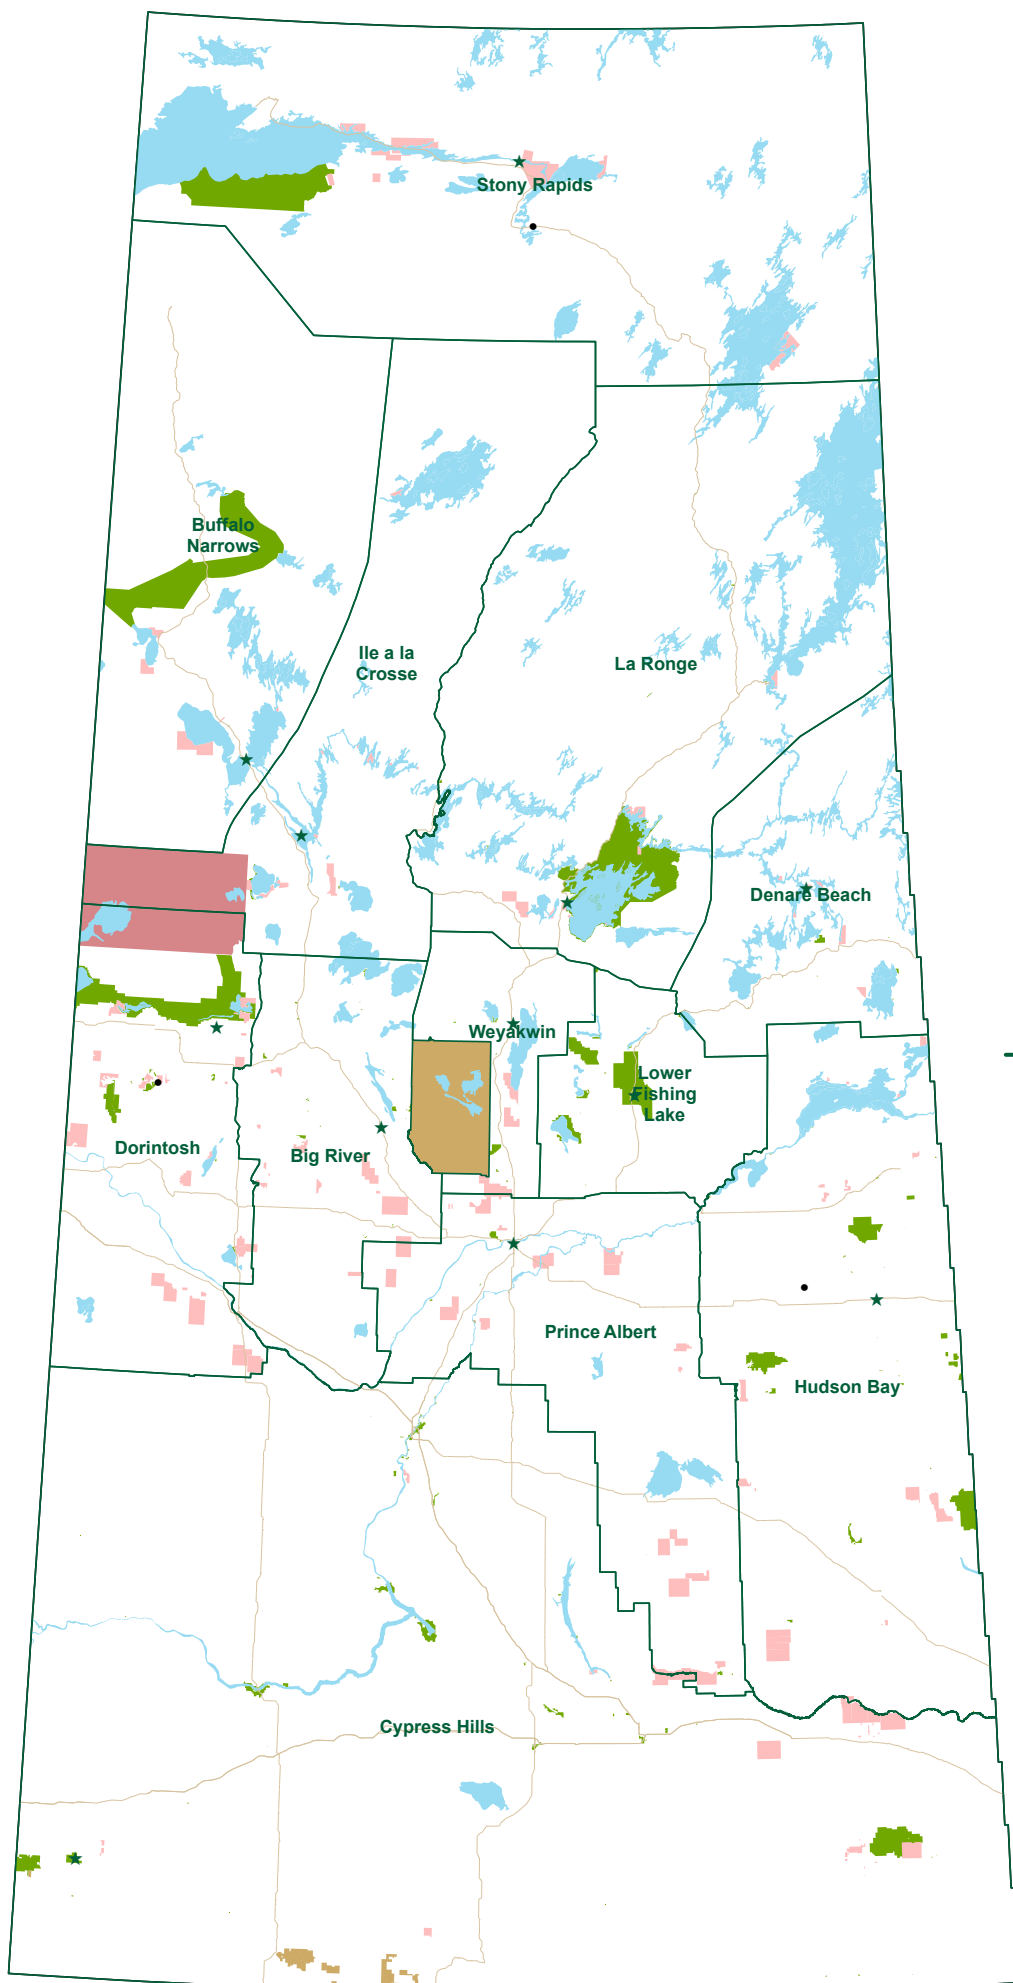 Stony Rapids
Buffalo
Narrows
Ile a la
Crosse
La Ronge
Denare Beach
Weyakwin
Lower
Fishing
Lake
Dorintosh
Big River
Prince Albert
Hudson Bay
Cypress Hills